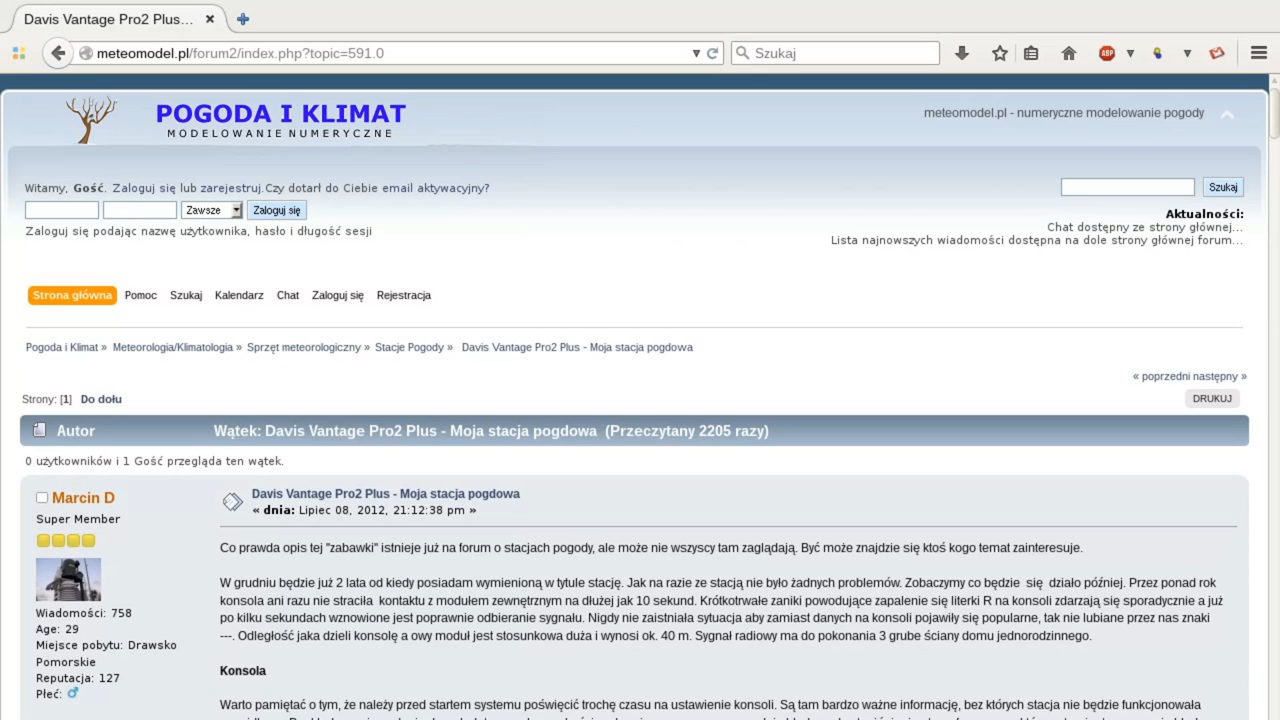 Davis Vantage Pro2 Plus...
meteomodel.pl/forum2/index.php?topic=591.0
Szukaj
ABP
POGODA I KLIMAT
MODELOWANIE NUMERYCZNE
meteomodel.pl - numeryczne modelowanie pogody
Witamy, Gość. Zaloguj się lub zarejestruj.Czy dotarł do Ciebie email aktywacyjny?
Szukaj
Zawsze
Zaloguj się
Aktualności:
Zaloguj się podając nazwę użytkownika, hasło i długość sesji
Chat dostępny ze strony głównej...
Lista najnowszych wiadomości dostępna na dole strony głównej forum...
Strona główna Pomoc Szukaj Kalendarz Chat Zaloguj się Rejestracja
Pogoda i Klimat » Meteorologia/Klimatologia » Sprzęt meteorologiczny » Stacje Pogody » Davis Vantage Pro2 Plus - Moja stacja pogdowa
« poprzedni następny »
Strony: [1] Do dołu
DRUKUJ
Autor Wątek: Davis Vantage Pro2 Plus - Moja stacja pogdowa (Przeczytany 2205 razy)
0 użytkowników i 1 Gość przegląda ten wątek.
Marcin D
Super Member
Wiadomości: 758
Age: 29
Miejsce pobytu: Drawsko
Pomorskie
Reputacja: 127
Płeć:
Davis Vantage Pro2 Plus - Moja stacja pogdowa
« dnia: Lipiec 08, 2012, 21:12:38 pm »
Co prawda opis tej "zabawki" istnieje już na forum o stacjach pogody, ale może nie wszyscy tam zaglądają. Być może znajdzie się ktoś kogo temat zainteresuje.
W grudniu będzie już 2 lata od kiedy posiadam wymienioną w tytule stację. Jak na razie ze stacją nie było żadnych problemów. Zobaczymy co będzie się działo później. Przez ponad rok
konsola ani razu nie straciła kontaktu z modułem zewnętrznym na dłużej jak 10 sekund. Krótkotrwałe zaniki powodujące zapalenie się literki R na konsoli zdarzają się sporadycznie a już
po kilku sekundach wznowione jest poprawnie odbieranie sygnału. Nigdy nie zaistniała sytuacja aby zamiast danych na konsoli pojawiły się popularne, tak nie lubiane przez nas znaki
---. Odległość jaka dzieli konsolę a owy moduł jest stosunkowa duża i wynosi ok. 40 m. Sygnał radiowy ma do pokonania 3 grube ściany domu jednorodzinnego.
Konsola
Warto pamiętać o tym, że należy przed startem systemu poświęcić trochę czasu na ustawienie konsoli. Są tam bardzo ważne informację, bez których stacja nie będzie funkcjonowała